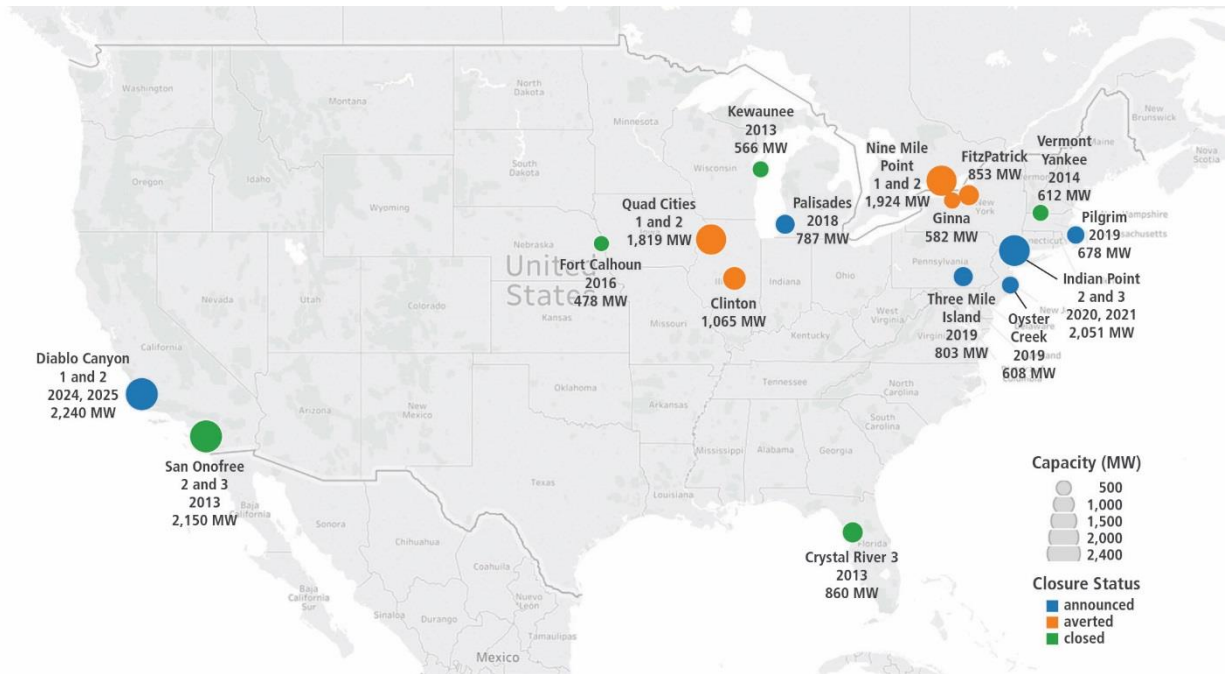 Washington
Montana
North
Dakota
Minnesota
Oregon
Idaho
Wyoming
South
Dakota
Wisconsin
Nebraska
Nevada
Utah
Colorado
California
Kansas
Missouri
United
States
Indiana
Ohio
Pennsylvania
West
Virginia
Kentucky
Tennessee
North
Carolina
South
Carolina
Oklahoma
Arkansas
Arizona
New
Mexico
Texas
Louisiana
Mississippi
Alabama
Georgia
Florida
Maine
New
Brunswick
Nova
Scotia
Baja
California
Sonora
Chihuahua
Coahuila
Nuevo
León
Baja
California
Sur
Sinaloa
Durango
Tamaulipas
Mexico
Kewaunee
2013
566 MW
Nine Mile
Point
1 and 2
1,924 MW
FitzPatrick
853 MW
Vermont
Yankee
2014
612 MW
Ginna
582 MW
Pilgrim
2019
678 MW
Quad Cities
1 and 2
1,819 MW
Palisades
2018
787 MW
Fort Calhoun
2016
478 MW
Clinton
1,065 MW
Three Mile
Island
2019
803 MW
Oyster
Creek
2019
608 MW
Indian Point
2 and 3
2020, 2021
2,051 MW
Diablo Canyon
1 and 2
2024, 2025
2,240 MW
San Onofree
2 and 3
2013
2,150 MW
Crystal River 3
2013
860 MW
Capacity (MW)
500
1,000
1,500
2,000
2,400
Closure Status
announced
averted
closed